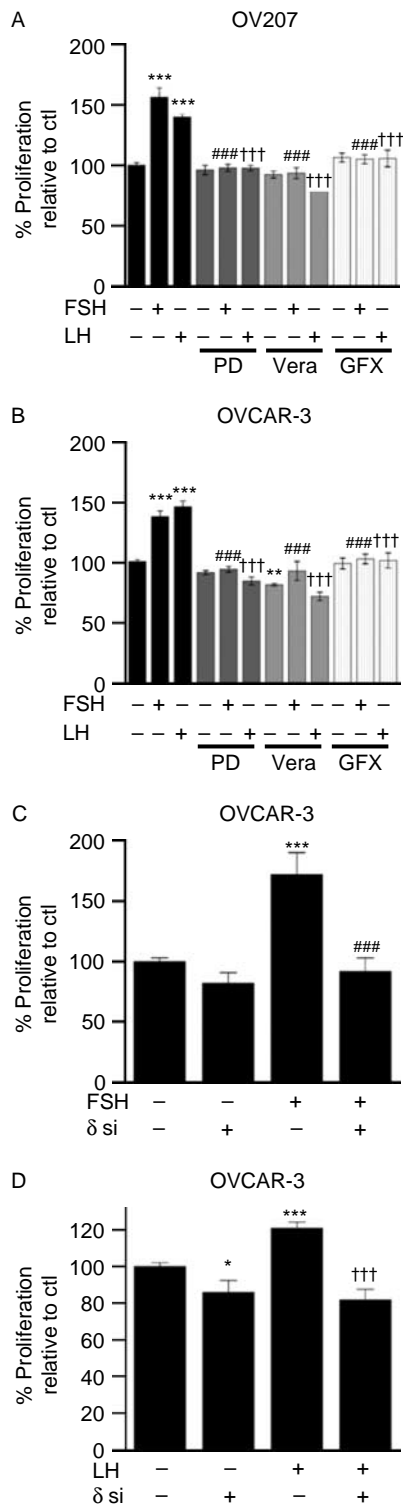 A
OV207
% Proliferation
relative to ctl
200
150
100
50
0
***
***
###
†††
###
†††
###
†††
FSH – + – – + – – + – – + –
LH – – + – – + – – + – – +
PD Vera GFX
B
OVCAR-3
% Proliferation
relative to ctl
200
150
100
50
0
***
***
###
†††
**
###
†††
###
†††
FSH – + – – + – – + – – + –
LH – – + – – + – – + – – +
PD Vera GFX
C
OVCAR-3
% Proliferation
relative to ctl
200
150
100
50
0
***
###
FSH – – + +
δ si – + – +
D
OVCAR-3
% Proliferation
relative to ctl
120
100
80
60
40
20
0
*
***
†††
LH – – + +
δ si – + – +